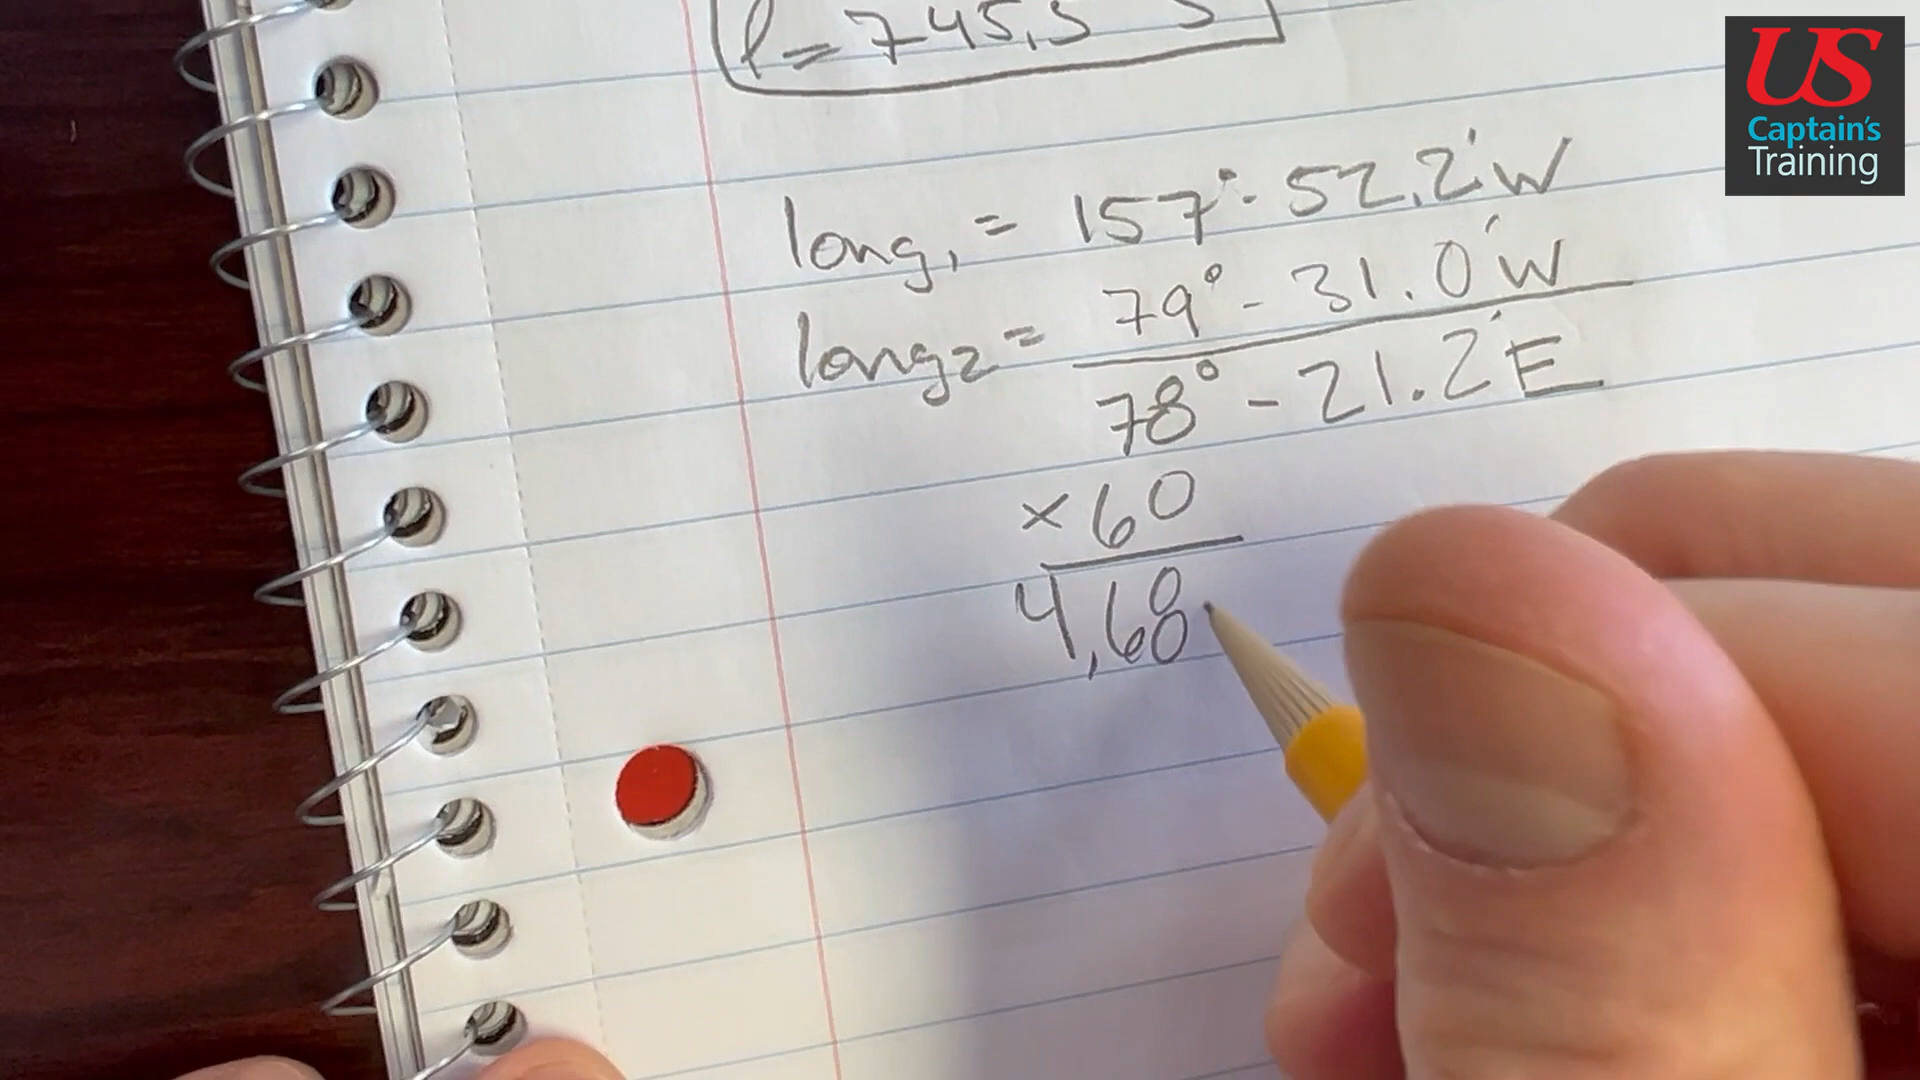 l = 745.5 S
US
Captain's
Training
long₁ = 157° - 52.2' W
long₂ = 79° - 31.0' W
78° - 21.2' E
× 60
4,68